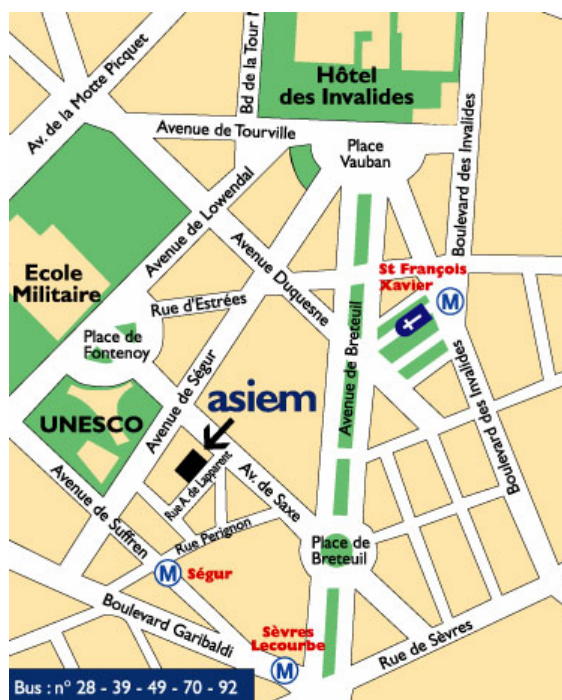 Av. de la Motte Picquet
Bd de la Tour M
Hôtel
des Invalides
Avenue de Tourville
Place
Vauban
Boulevard des Invalides
Avenue de Lowendal
Ecole
Militaire
Avenue Duquesne
St François
Xavier
M
Rue d'Estrées
Place de
Fontenoy
Avenue de Ségur
Avenue de Breteuil
Boulevard des Invalides
UNESCO
asiem
Rue A. de Lapparent
Av. de Saxe
Avenue de Suffren
Rue Perignon
Place de
Breteuil
M
Ségur
Boulevard Garibaldi
Sèvres
Lecourbe
M
Rue de Sèvres
Bus : n° 28 - 39 - 49 - 70 - 92